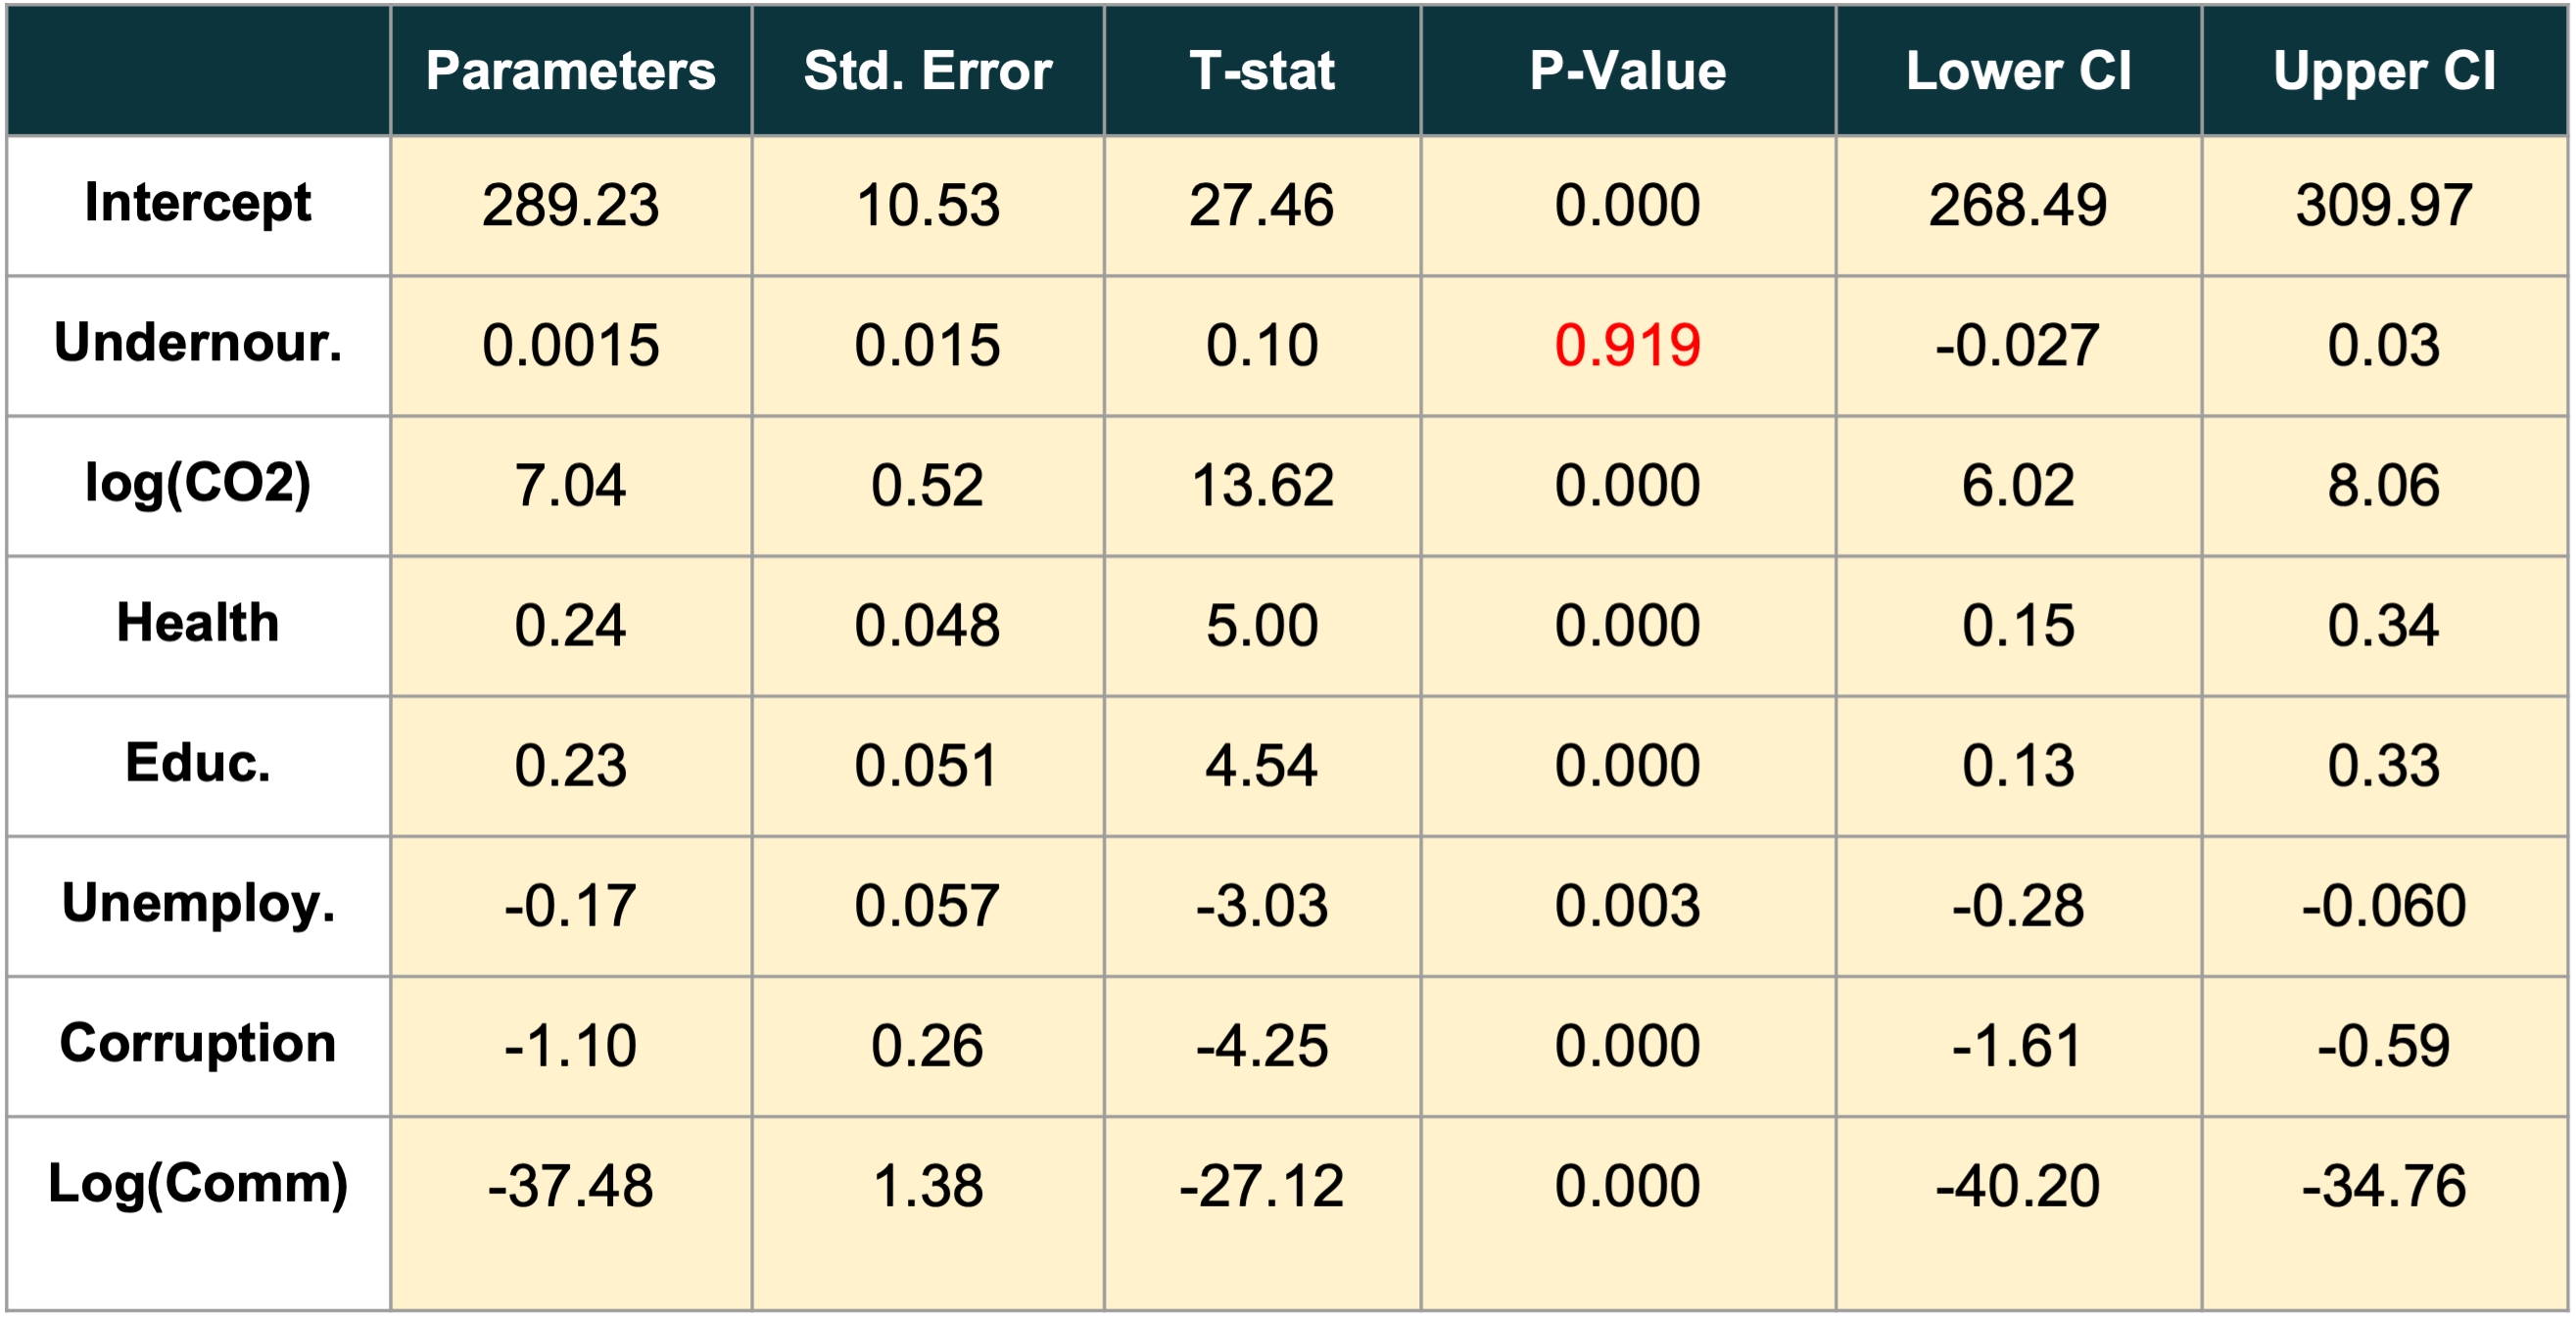 Parameters Std. Error T-stat P-Value Lower CI Upper CI
Intercept 289.23 10.53 27.46 0.000 268.49 309.97
Undernour. 0.0015 0.015 0.10 0.919 -0.027 0.03
log(CO2) 7.04 0.52 13.62 0.000 6.02 8.06
Health 0.24 0.048 5.00 0.000 0.15 0.34
Educ. 0.23 0.051 4.54 0.000 0.13 0.33
Unemploy. -0.17 0.057 -3.03 0.003 -0.28 -0.060
Corruption -1.10 0.26 -4.25 0.000 -1.61 -0.59
Log(Comm) -37.48 1.38 -27.12 0.000 -40.20 -34.76